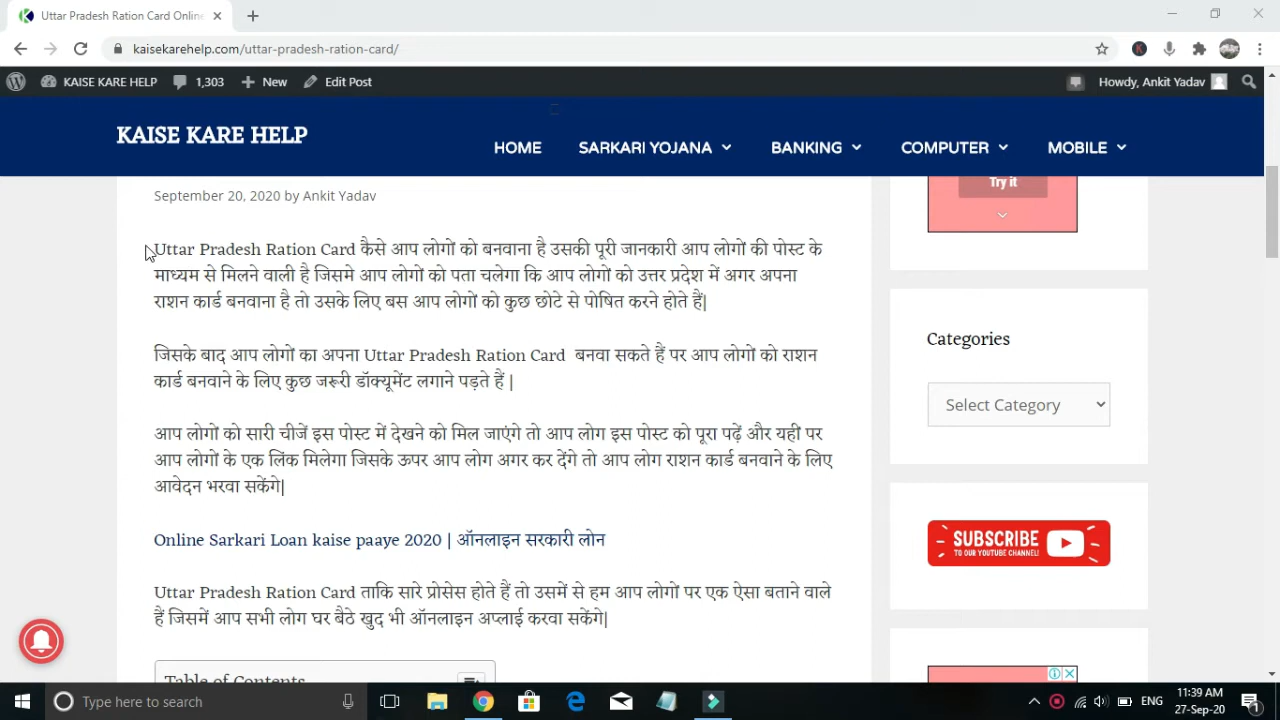 Uttar Pradesh Ration Card Online
kaisekarehelp.com/uttar-pradesh-ration-card/
K
KAISE KARE HELP 1,303 New Edit Post Howdy, Ankit Yadav
KAISE KARE HELP
HOME SARKARI YOJANA BANKING COMPUTER MOBILE
September 20, 2020 by Ankit Yadav
Uttar Pradesh Ration Card कैसे आप लोगों को बनवाना है उसकी पूरी जानकारी आप लोगों की पोस्ट के
माध्यम से मिलने वाली है जिसमे आप लोगों को पता चलेगा कि आप लोगों को उत्तर प्रदेश में अगर अपना
राशन कार्ड बनवाना है तो उसके लिए बस आप लोगों को कुछ छोटे से पोषित करने होते हैं|
जिसके बाद आप लोगों का अपना Uttar Pradesh Ration Card बनवा सकते हैं पर आप लोगों को राशन
कार्ड बनवाने के लिए कुछ जरूरी डॉक्यूमेंट लगाने पड़ते हैं |
आप लोगों को सारी चीजें इस पोस्ट में देखने को मिल जाएंगे तो आप लोग इस पोस्ट को पूरा पढ़ें और यहीं पर
आप लोगों के एक लिंक मिलेगा जिसके ऊपर आप लोग अगर कर देंगे तो आप लोग राशन कार्ड बनवाने के लिए
आवेदन भरवा सकेंगे|
Online Sarkari Loan kaise paaye 2020 | ऑनलाइन सरकारी लोन
Uttar Pradesh Ration Card ताकि सारे प्रोसेस होते हैं तो उसमें से हम आप लोगों पर एक ऐसा बताने वाले
हैं जिसमें आप सभी लोग घर बैठे खुद भी ऑनलाइन अप्लाई करवा सकेंगे|
Table of Contents
Try it
Categories
Select Category
SUBSCRIBE
TO OUR YOUTUBE CHANNEL!
Type here to search
ENG
11:39 AM
27-Sep-20
1